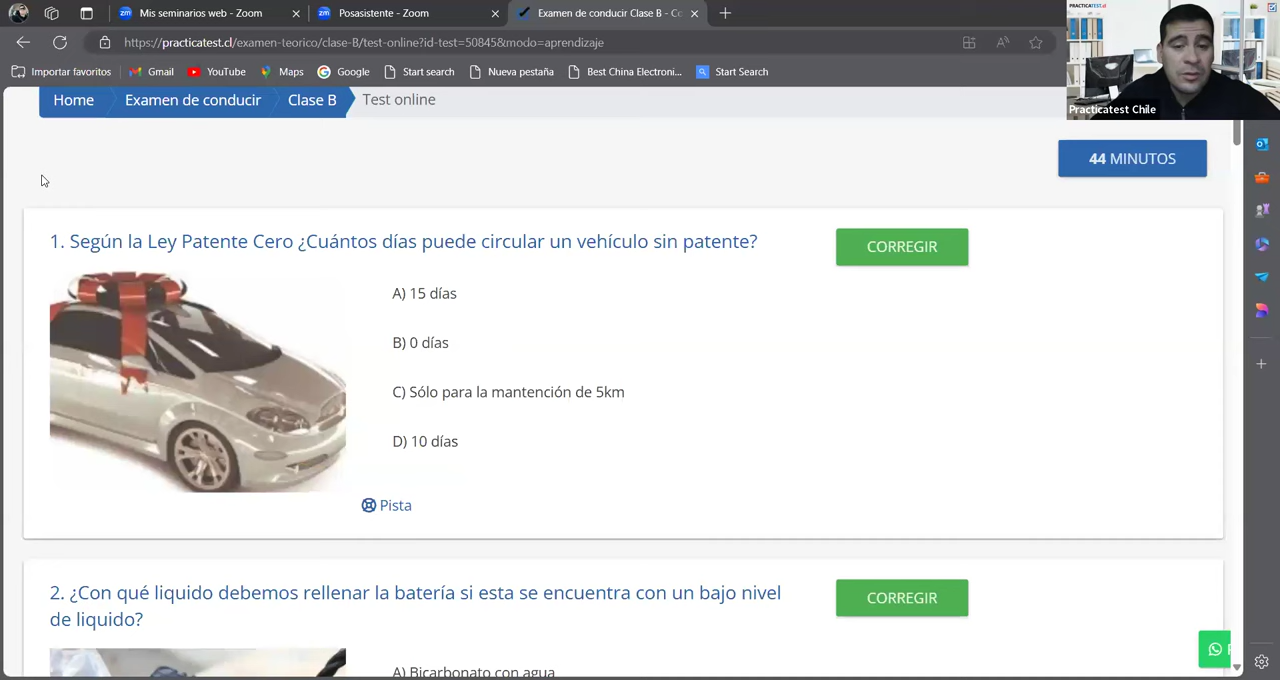 Mis seminarios web - Zoom
Posasistente - Zoom
Examen de conducir Clase B - Co
https://practicatest.cl/examen-teorico/clase-B/test-online?id-test=50845&modo=aprendizaje
Importar favoritos
Gmail
YouTube
Maps
Google
Start search
Nueva pestaña
Best China Electroni...
Start Search
PRACTICATEST.cl
Practicatest Chile
Home
Examen de conducir
Clase B
Test online
44 MINUTOS
1. Según la Ley Patente Cero ¿Cuántos días puede circular un vehículo sin patente?
CORREGIR
A) 15 días
B) 0 días
C) Sólo para la mantención de 5km
D) 10 días
Pista
2. ¿Con qué liquido debemos rellenar la batería si esta se encuentra con un bajo nivel
de liquido?
CORREGIR
A) Bicarbonato con agua